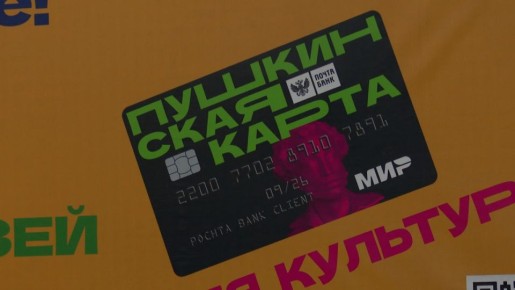 е!
ПУШКИН
СКАЯ
КАРТА
ПОЧТА
БАНК
2200 7702 8910 7891
09/26
POCHTA BANK CLIENT
МИР
ЗЕЙ
Я КУЛЬТУР